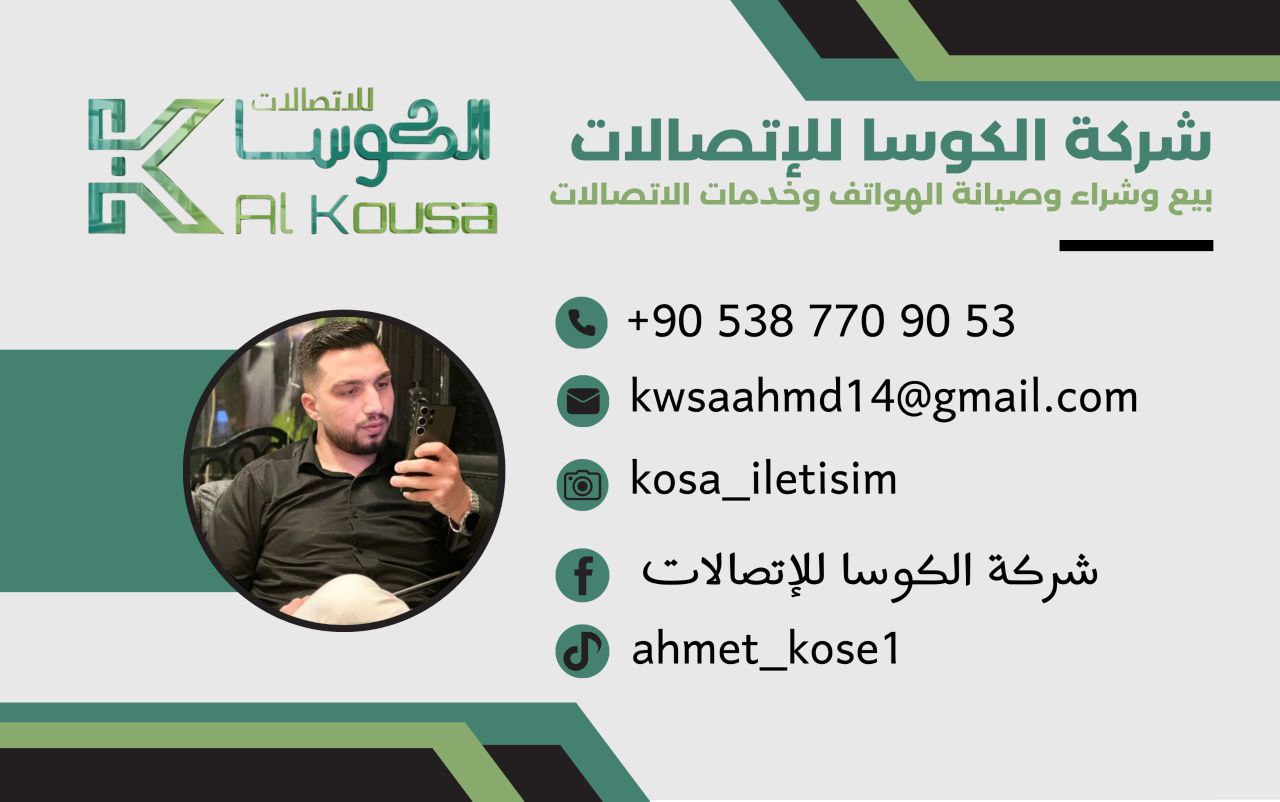 للاتصالات
الكوسا
Al Kousa
شركة الكوسا للإتصالات
بيع وشراء وصيانة الهواتف وخدمات الاتصالات
+90 538 770 90 53
kwsaahmd14@gmail.com
kosa_iletisim
شركة الكوسا للإتصالات
ahmet_kose1